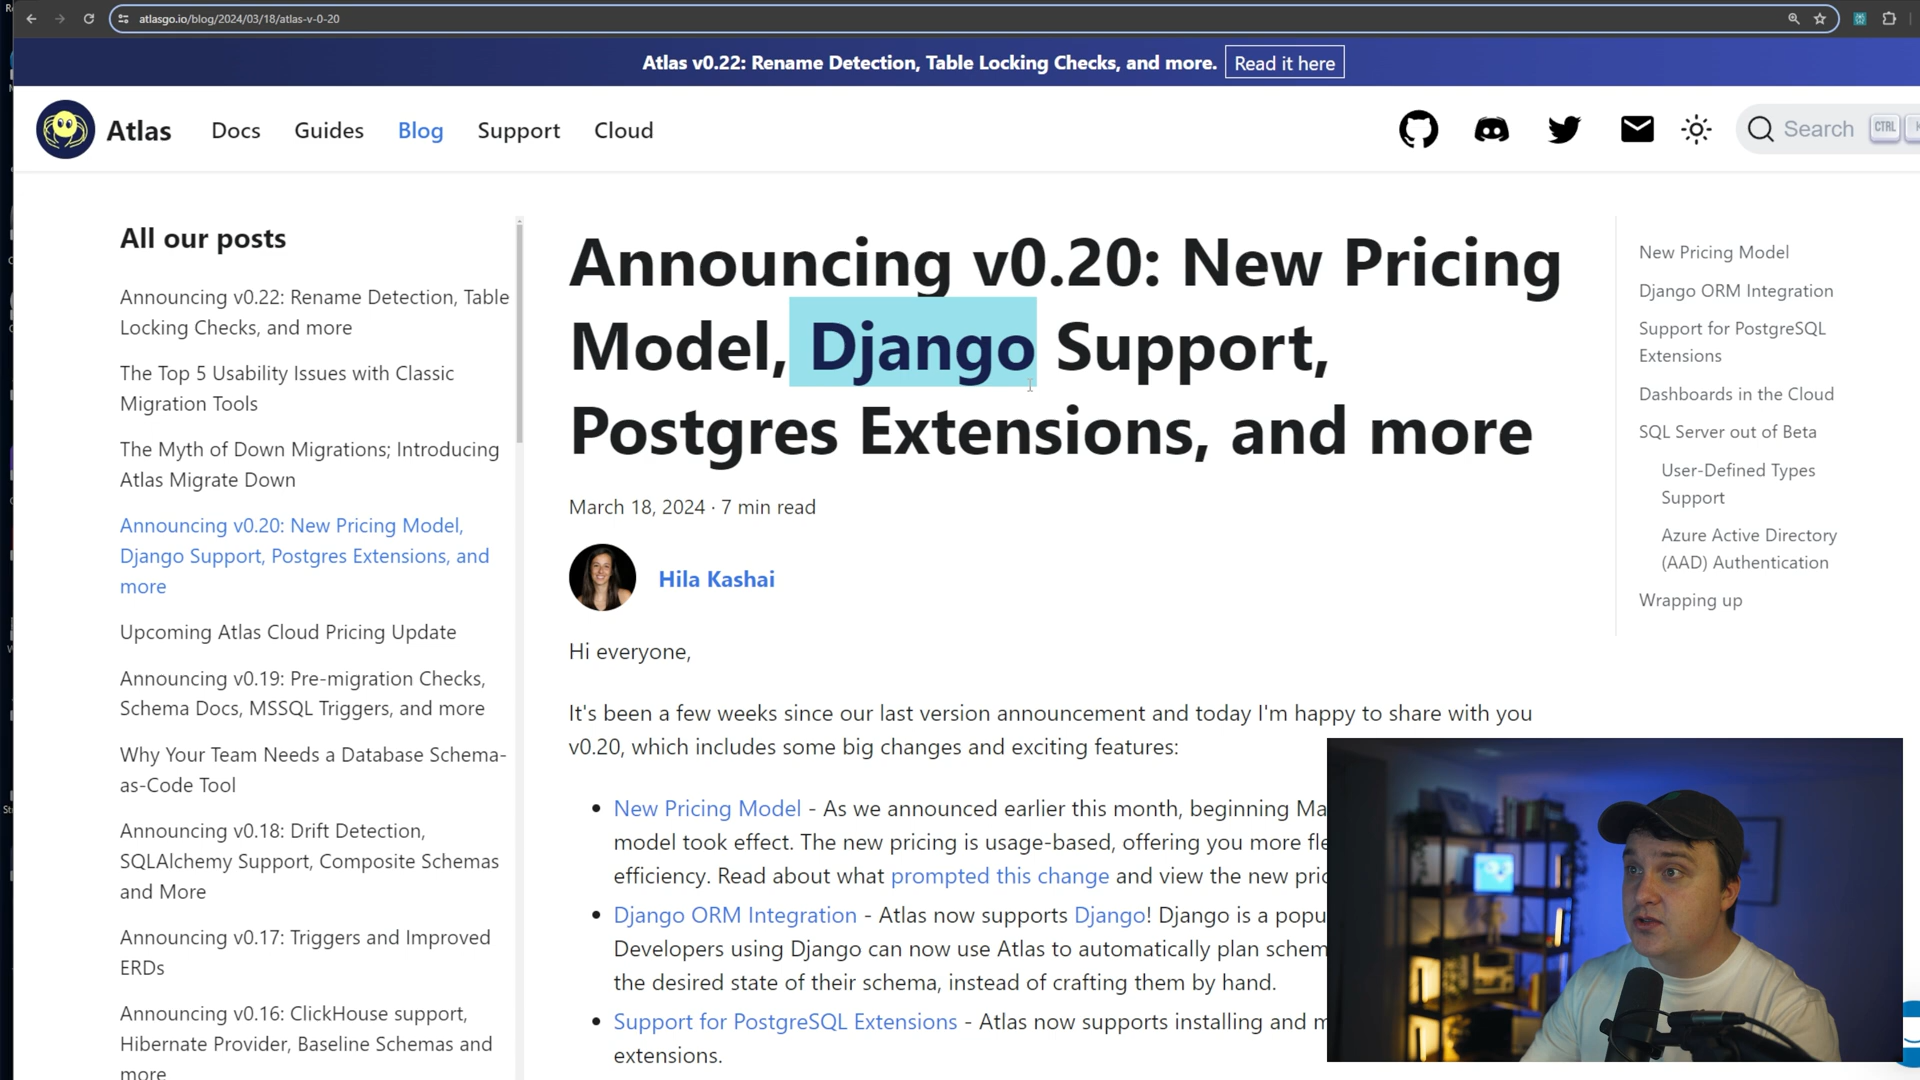 atlasgo.io/blog/2024/03/18/atlas-v-0-20
Atlas v0.22: Rename Detection, Table Locking Checks, and more. Read it here
Atlas Docs Guides Blog Support Cloud Search CTRL
All our posts
Announcing v0.22: Rename Detection, Table
Locking Checks, and more
The Top 5 Usability Issues with Classic
Migration Tools
The Myth of Down Migrations; Introducing
Atlas Migrate Down
Announcing v0.20: New Pricing Model,
Django Support, Postgres Extensions, and
more
Upcoming Atlas Cloud Pricing Update
Announcing v0.19: Pre-migration Checks,
Schema Docs, MSSQL Triggers, and more
Why Your Team Needs a Database Schema-
as-Code Tool
Announcing v0.18: Drift Detection,
SQLAlchemy Support, Composite Schemas
and More
Announcing v0.17: Triggers and Improved
ERDs
Announcing v0.16: ClickHouse support,
Hibernate Provider, Baseline Schemas and
more
Announcing v0.20: New Pricing
Model, Django Support,
Postgres Extensions, and more
March 18, 2024 · 7 min read
Hila Kashai
Hi everyone,
It's been a few weeks since our last version announcement and today I'm happy to share with you
v0.20, which includes some big changes and exciting features:
New Pricing Model - As we announced earlier this month, beginning Ma
model took effect. The new pricing is usage-based, offering you more fle
efficiency. Read about what prompted this change and view the new pric
Django ORM Integration - Atlas now supports Django! Django is a popu
Developers using Django can now use Atlas to automatically plan schem
the desired state of their schema, instead of crafting them by hand.
Support for PostgreSQL Extensions - Atlas now supports installing and m
extensions.
New Pricing Model
Django ORM Integration
Support for PostgreSQL
Extensions
Dashboards in the Cloud
SQL Server out of Beta
User-Defined Types
Support
Azure Active Directory
(AAD) Authentication
Wrapping up